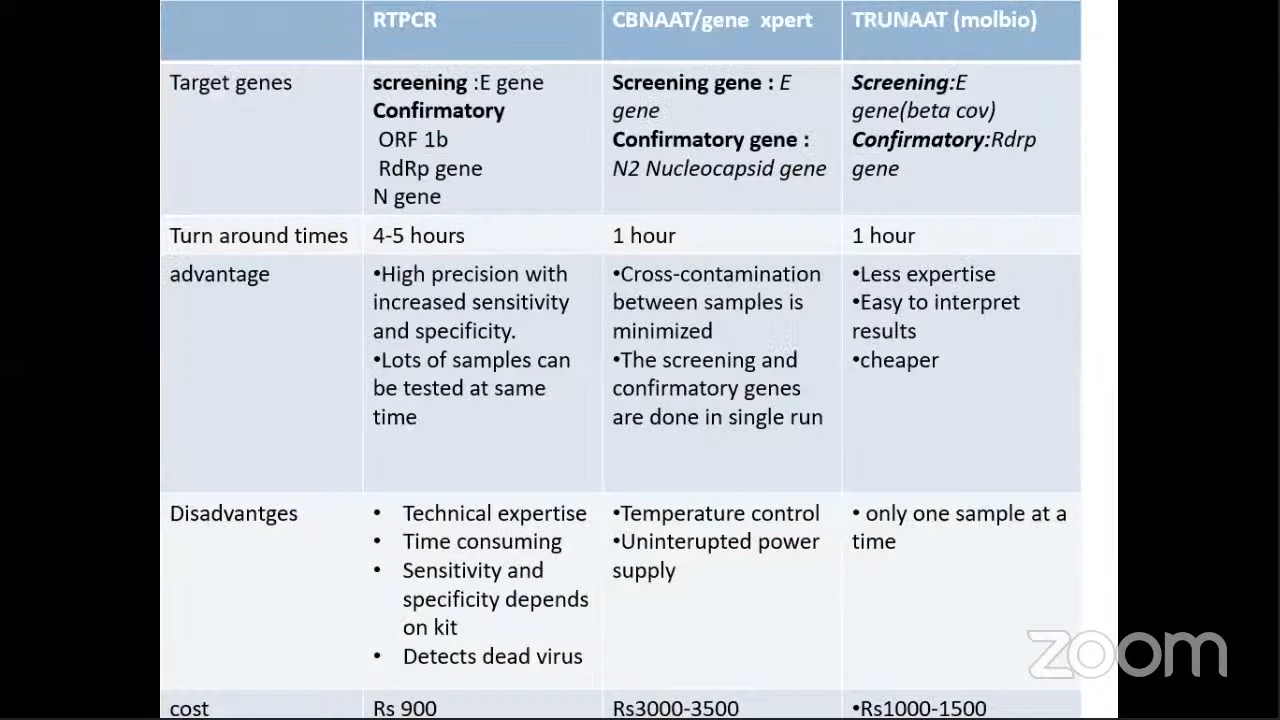 RTPCR
CBNAAT/gene xpert
TRUNAAT (molbio)
Target genes
screening :E gene
Confirmatory
ORF 1b
RdRp gene
N gene
Screening gene : E
gene
Confirmatory gene :
N2 Nucleocapsid gene
Screening:E
gene(beta cov)
Confirmatory:Rdrp
gene
Turn around times
4-5 hours
1 hour
1 hour
advantage
•High precision with
increased sensitivity
and specificity.
•Lots of samples can
be tested at same
time
•Cross-contamination
between samples is
minimized
•The screening and
confirmatory genes
are done in single run
•Less expertise
•Easy to interpret
results
•cheaper
Disadvantges
• Technical expertise
• Time consuming
• Sensitivity and
specificity depends
on kit
• Detects dead virus
•Temperature control
•Uninterupted power
supply
• only one sample at a
time
cost
Rs 900
Rs3000-3500
•Rs1000-1500
zoom